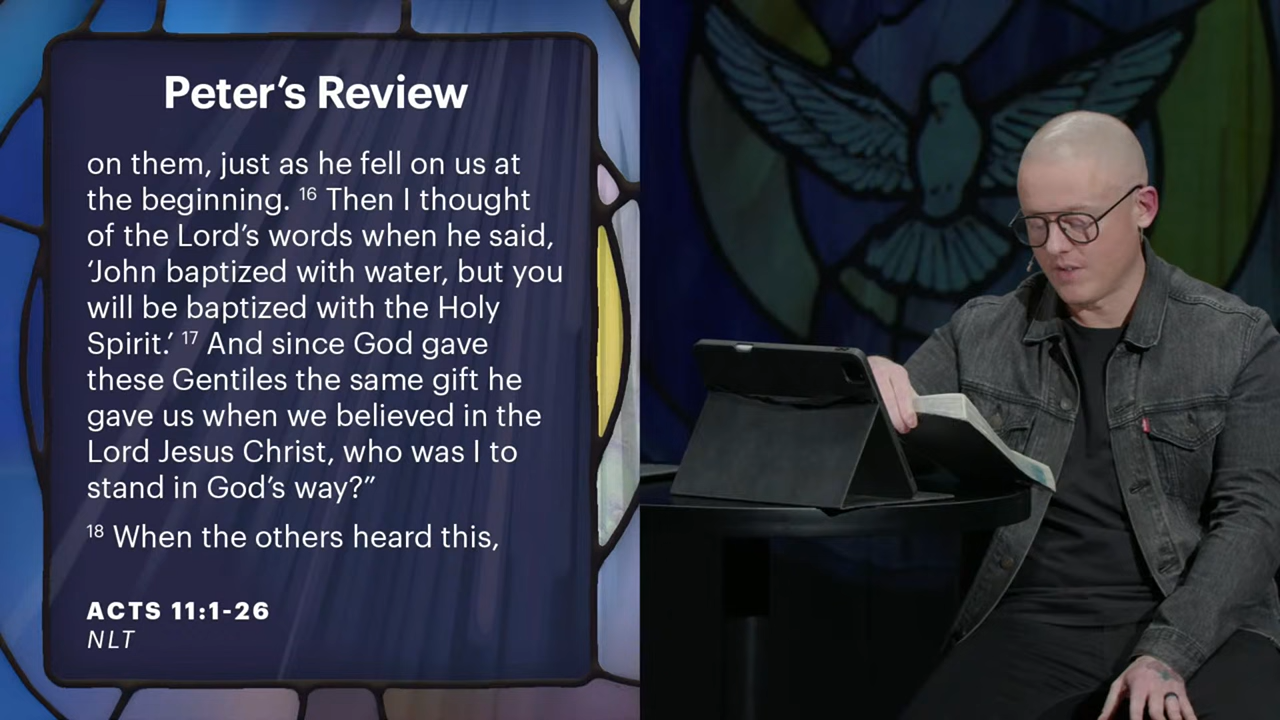 Peter’s Review
on them, just as he fell on us at
the beginning. 16 Then I thought
of the Lord’s words when he said,
‘John baptized with water, but you
will be baptized with the Holy
Spirit.’ 17 And since God gave
these Gentiles the same gift he
gave us when we believed in the
Lord Jesus Christ, who was I to
stand in God’s way?”
18 When the others heard this,
ACTS 11:1-26
NLT